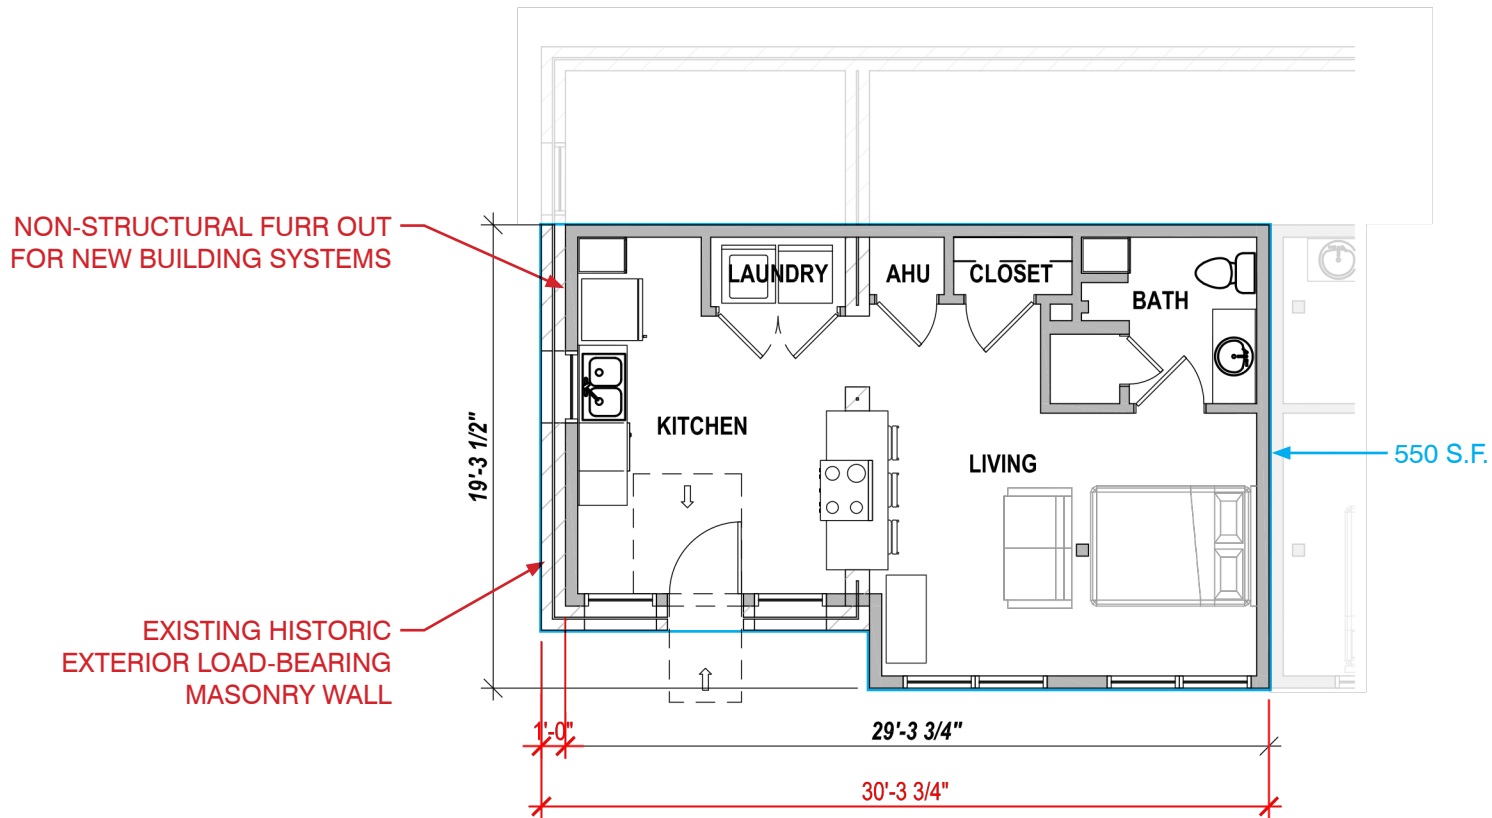 NON-STRUCTURAL FURR OUT
FOR NEW BUILDING SYSTEMS
LAUNDRY
AHU
CLOSET
BATH
19'-3 1/2"
KITCHEN
LIVING
550 S.F.
EXISTING HISTORIC
EXTERIOR LOAD-BEARING
MASONRY WALL
1'-0"
29'-3 3/4"
30'-3 3/4"